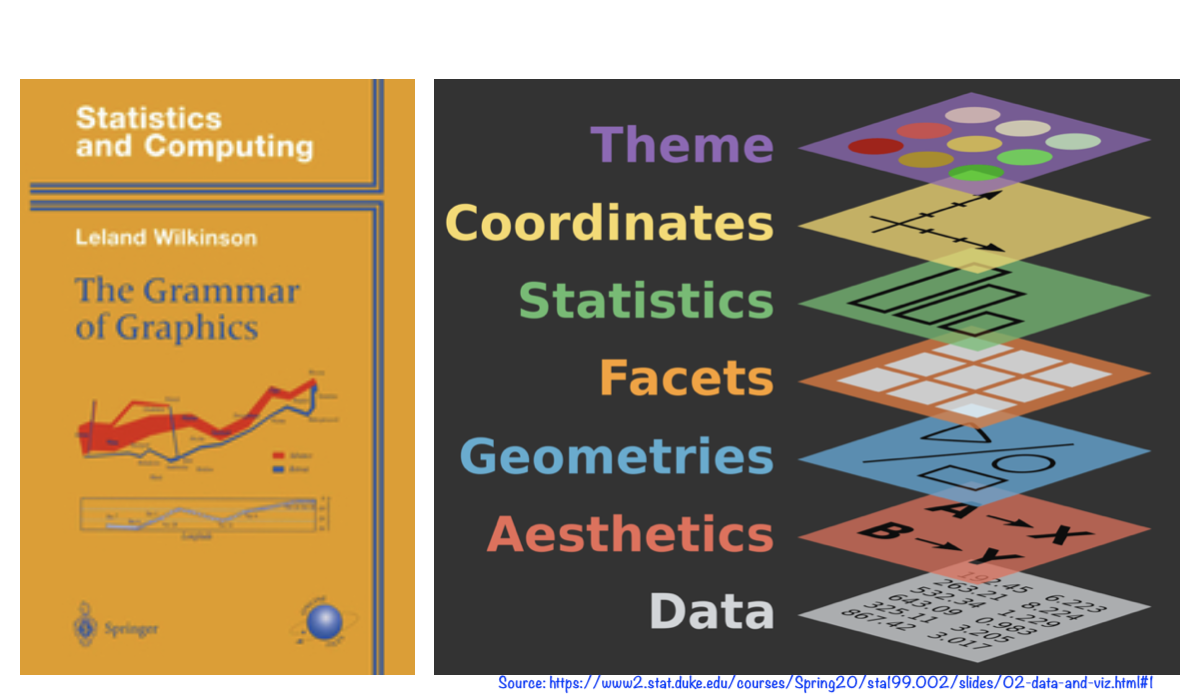 Statistics
and Computing
Leland Wilkinson
The Grammar
of Graphics
Springer
Theme
Coordinates
Statistics
Facets
Geometries
Aesthetics
Data
A → X
B → Y
192.45 6.223
263.21 8.224
532.34 1.229
643.09 0.983
325.11 3.205
867.42 3.017
Source: https://www2.stat.duke.edu/courses/Spring20/sta199.002/slides/02-data-and-viz.html#1